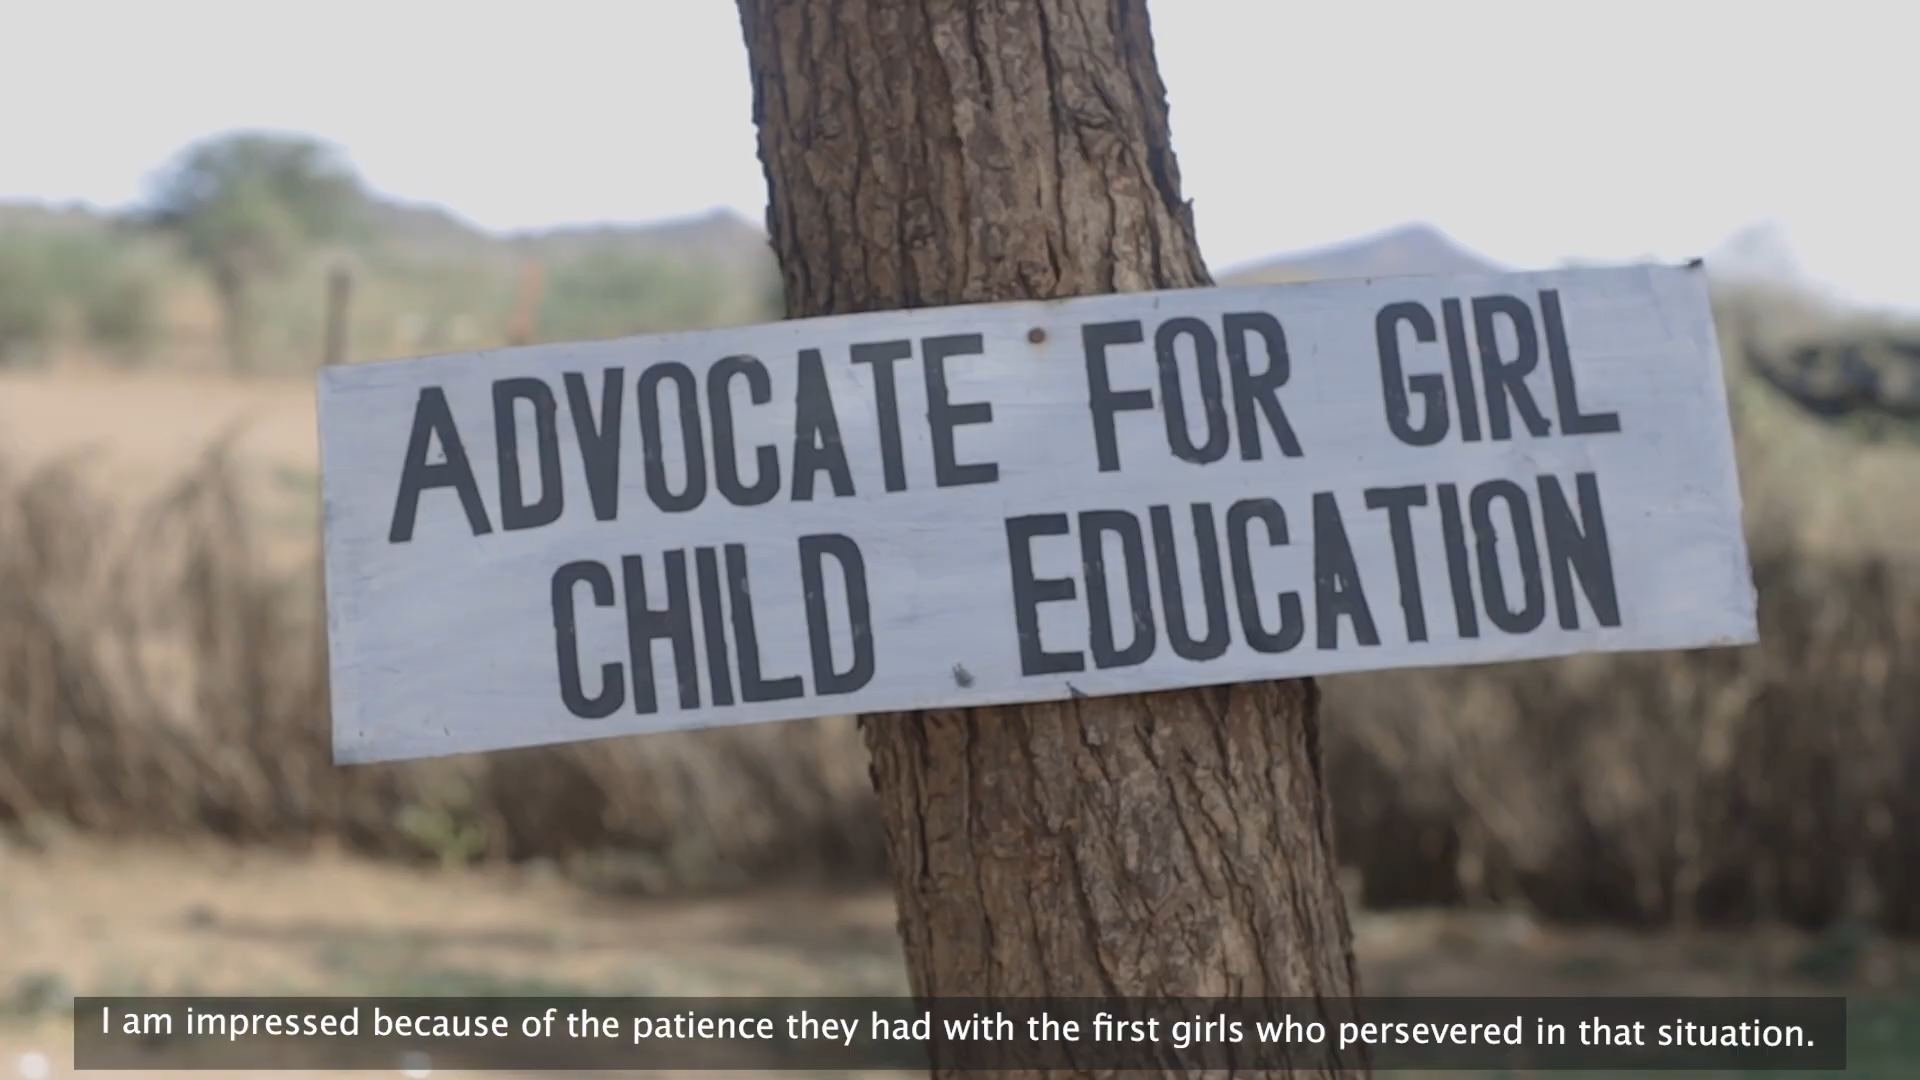 ADVOCATE FOR GIRL
CHILD EDUCATION
I am impressed because of the patience they had with the first girls who persevered in that situation.